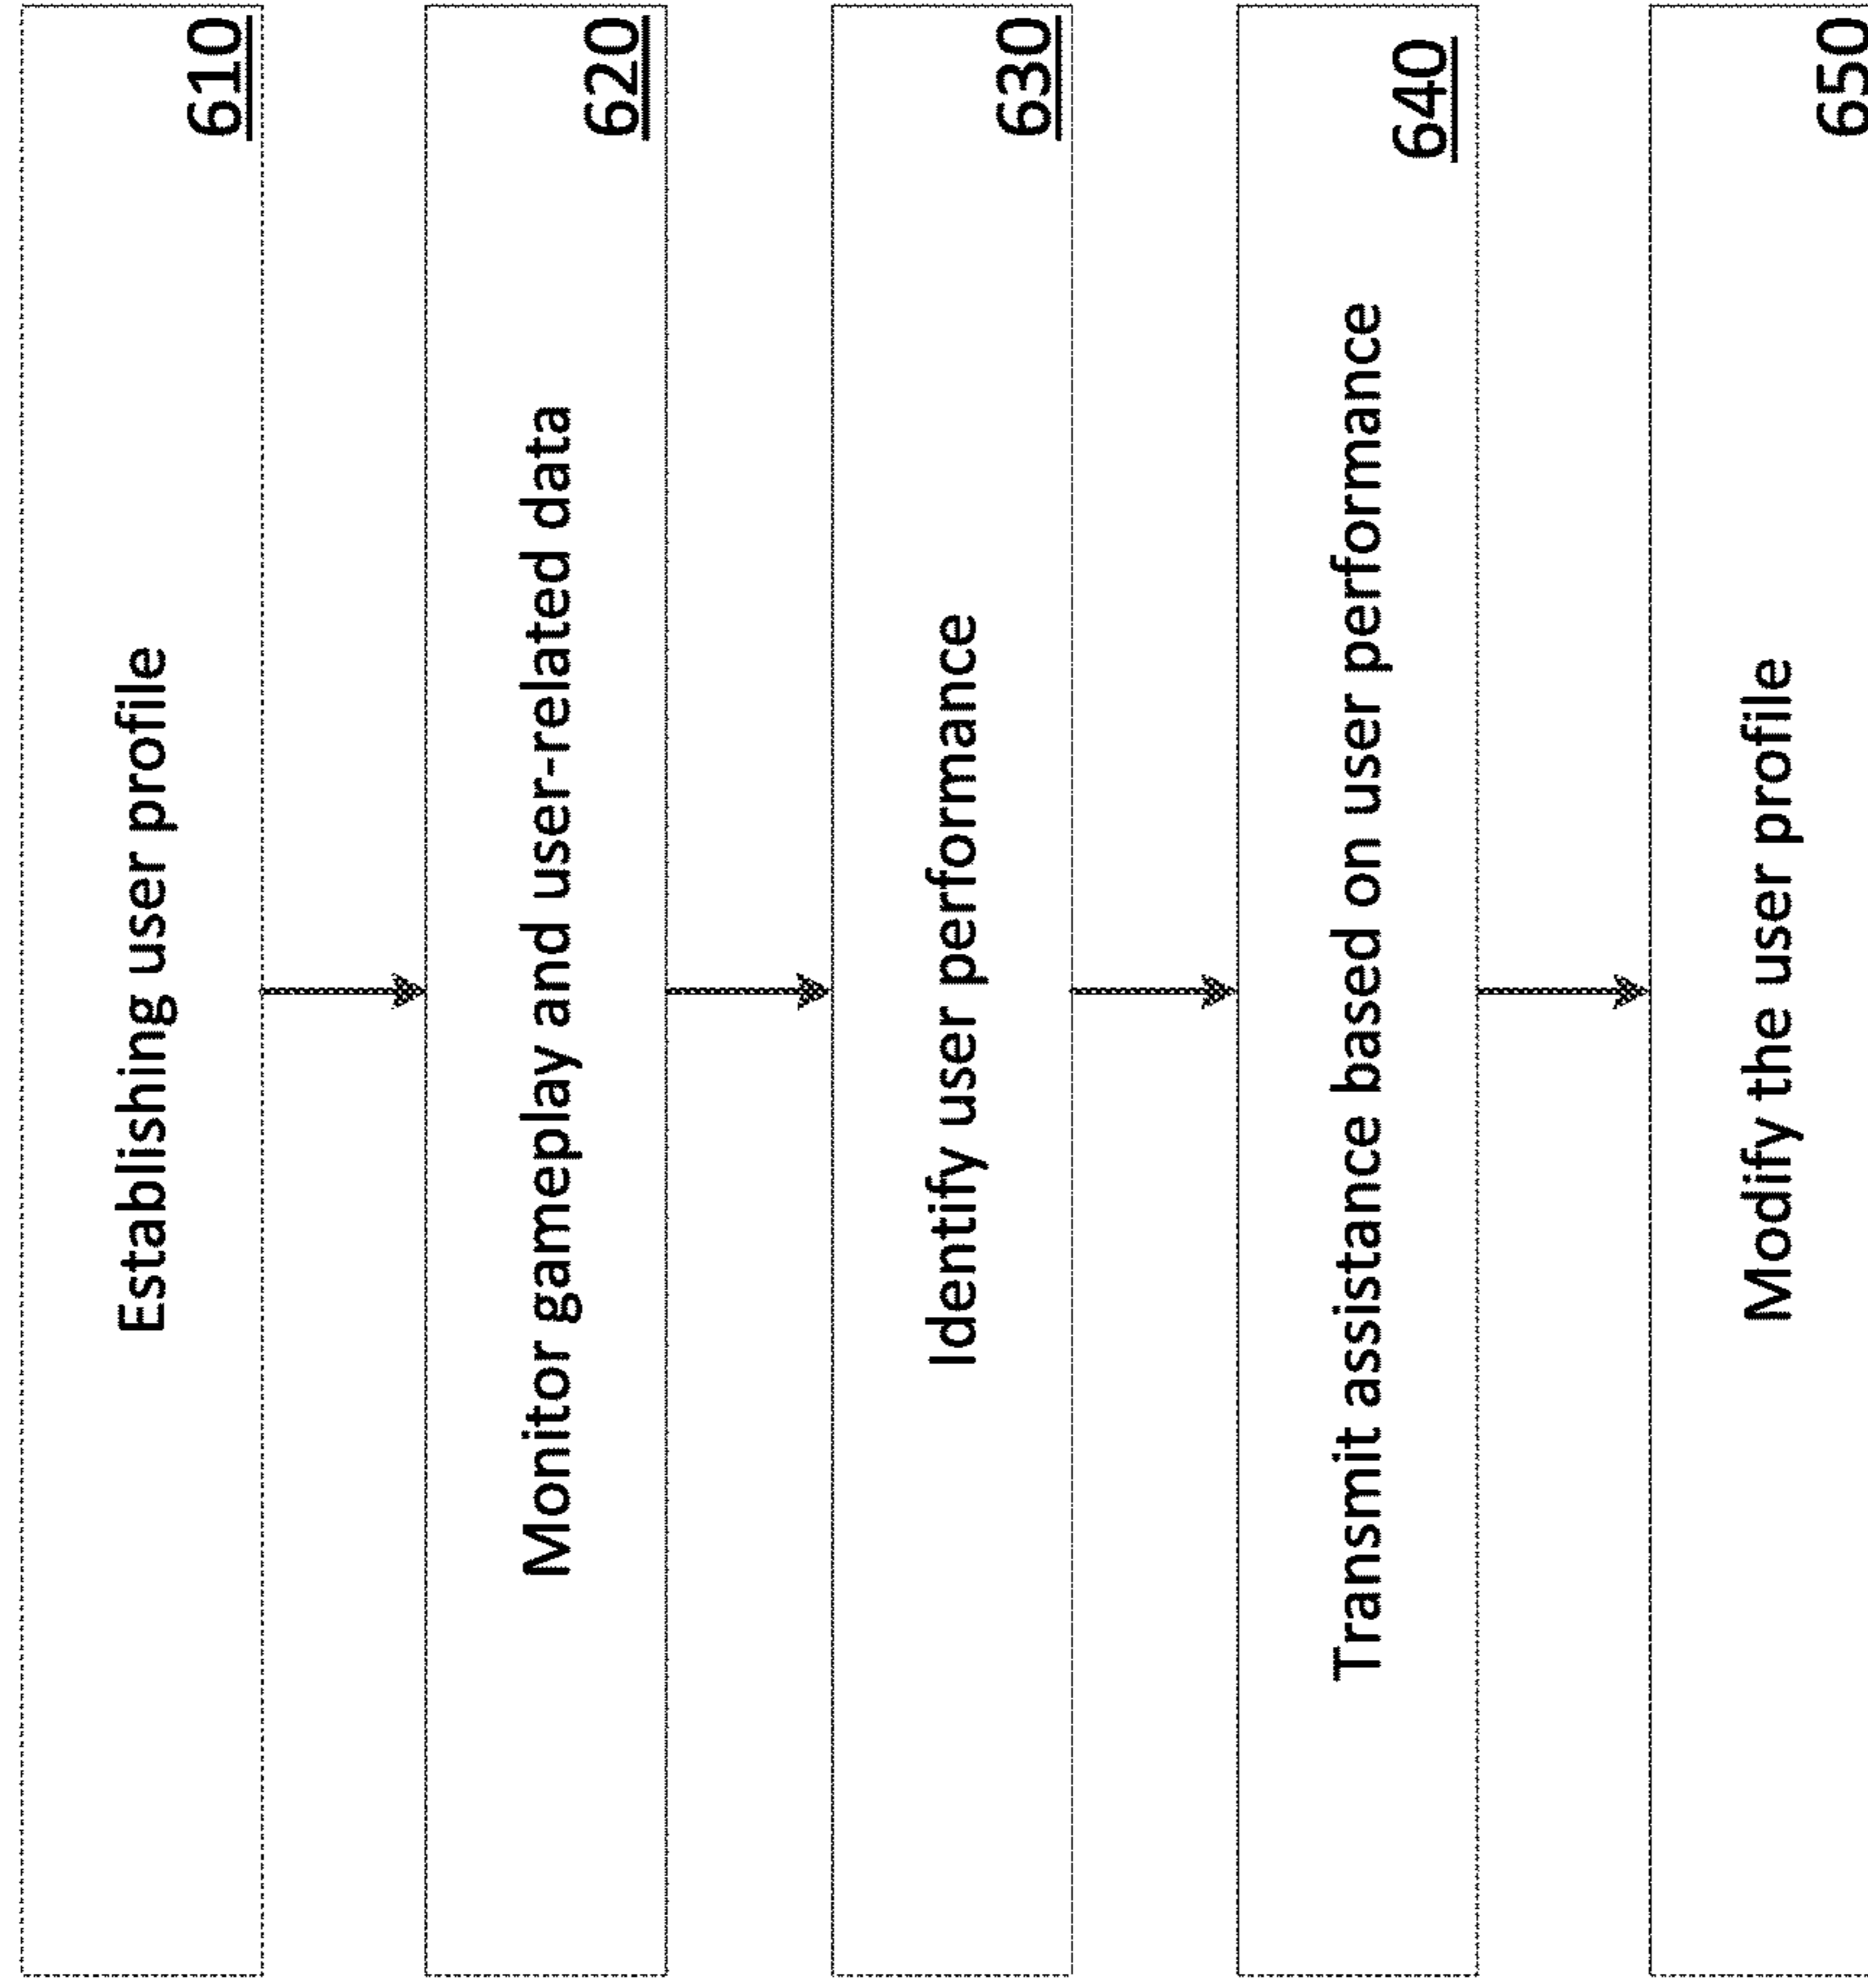 Establishing user profile
610
Monitor gameplay and user-related data
620
Identify user performance
630
Transmit assistance based on user performance
640
Modify the user profile
650